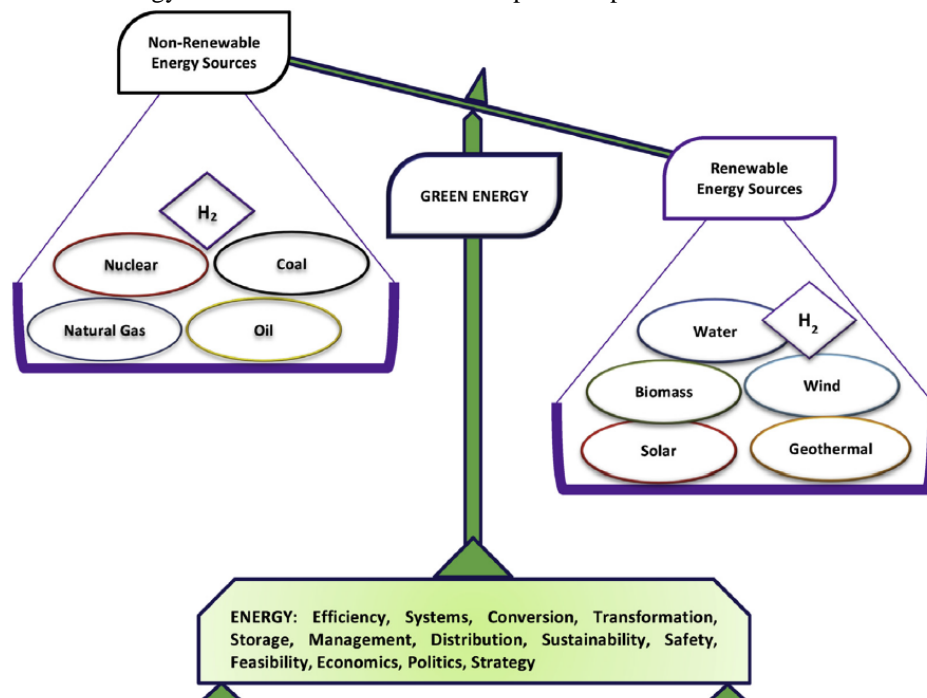 Non-Renewable
Energy Sources
Renewable
Energy Sources
GREEN ENERGY
H₂
Nuclear
Coal
Natural Gas
Oil
H₂
Water
Biomass
Wind
Solar
Geothermal
ENERGY: Efficiency, Systems, Conversion, Transformation,
Storage, Management, Distribution, Sustainability, Safety,
Feasibility, Economics, Politics, Strategy